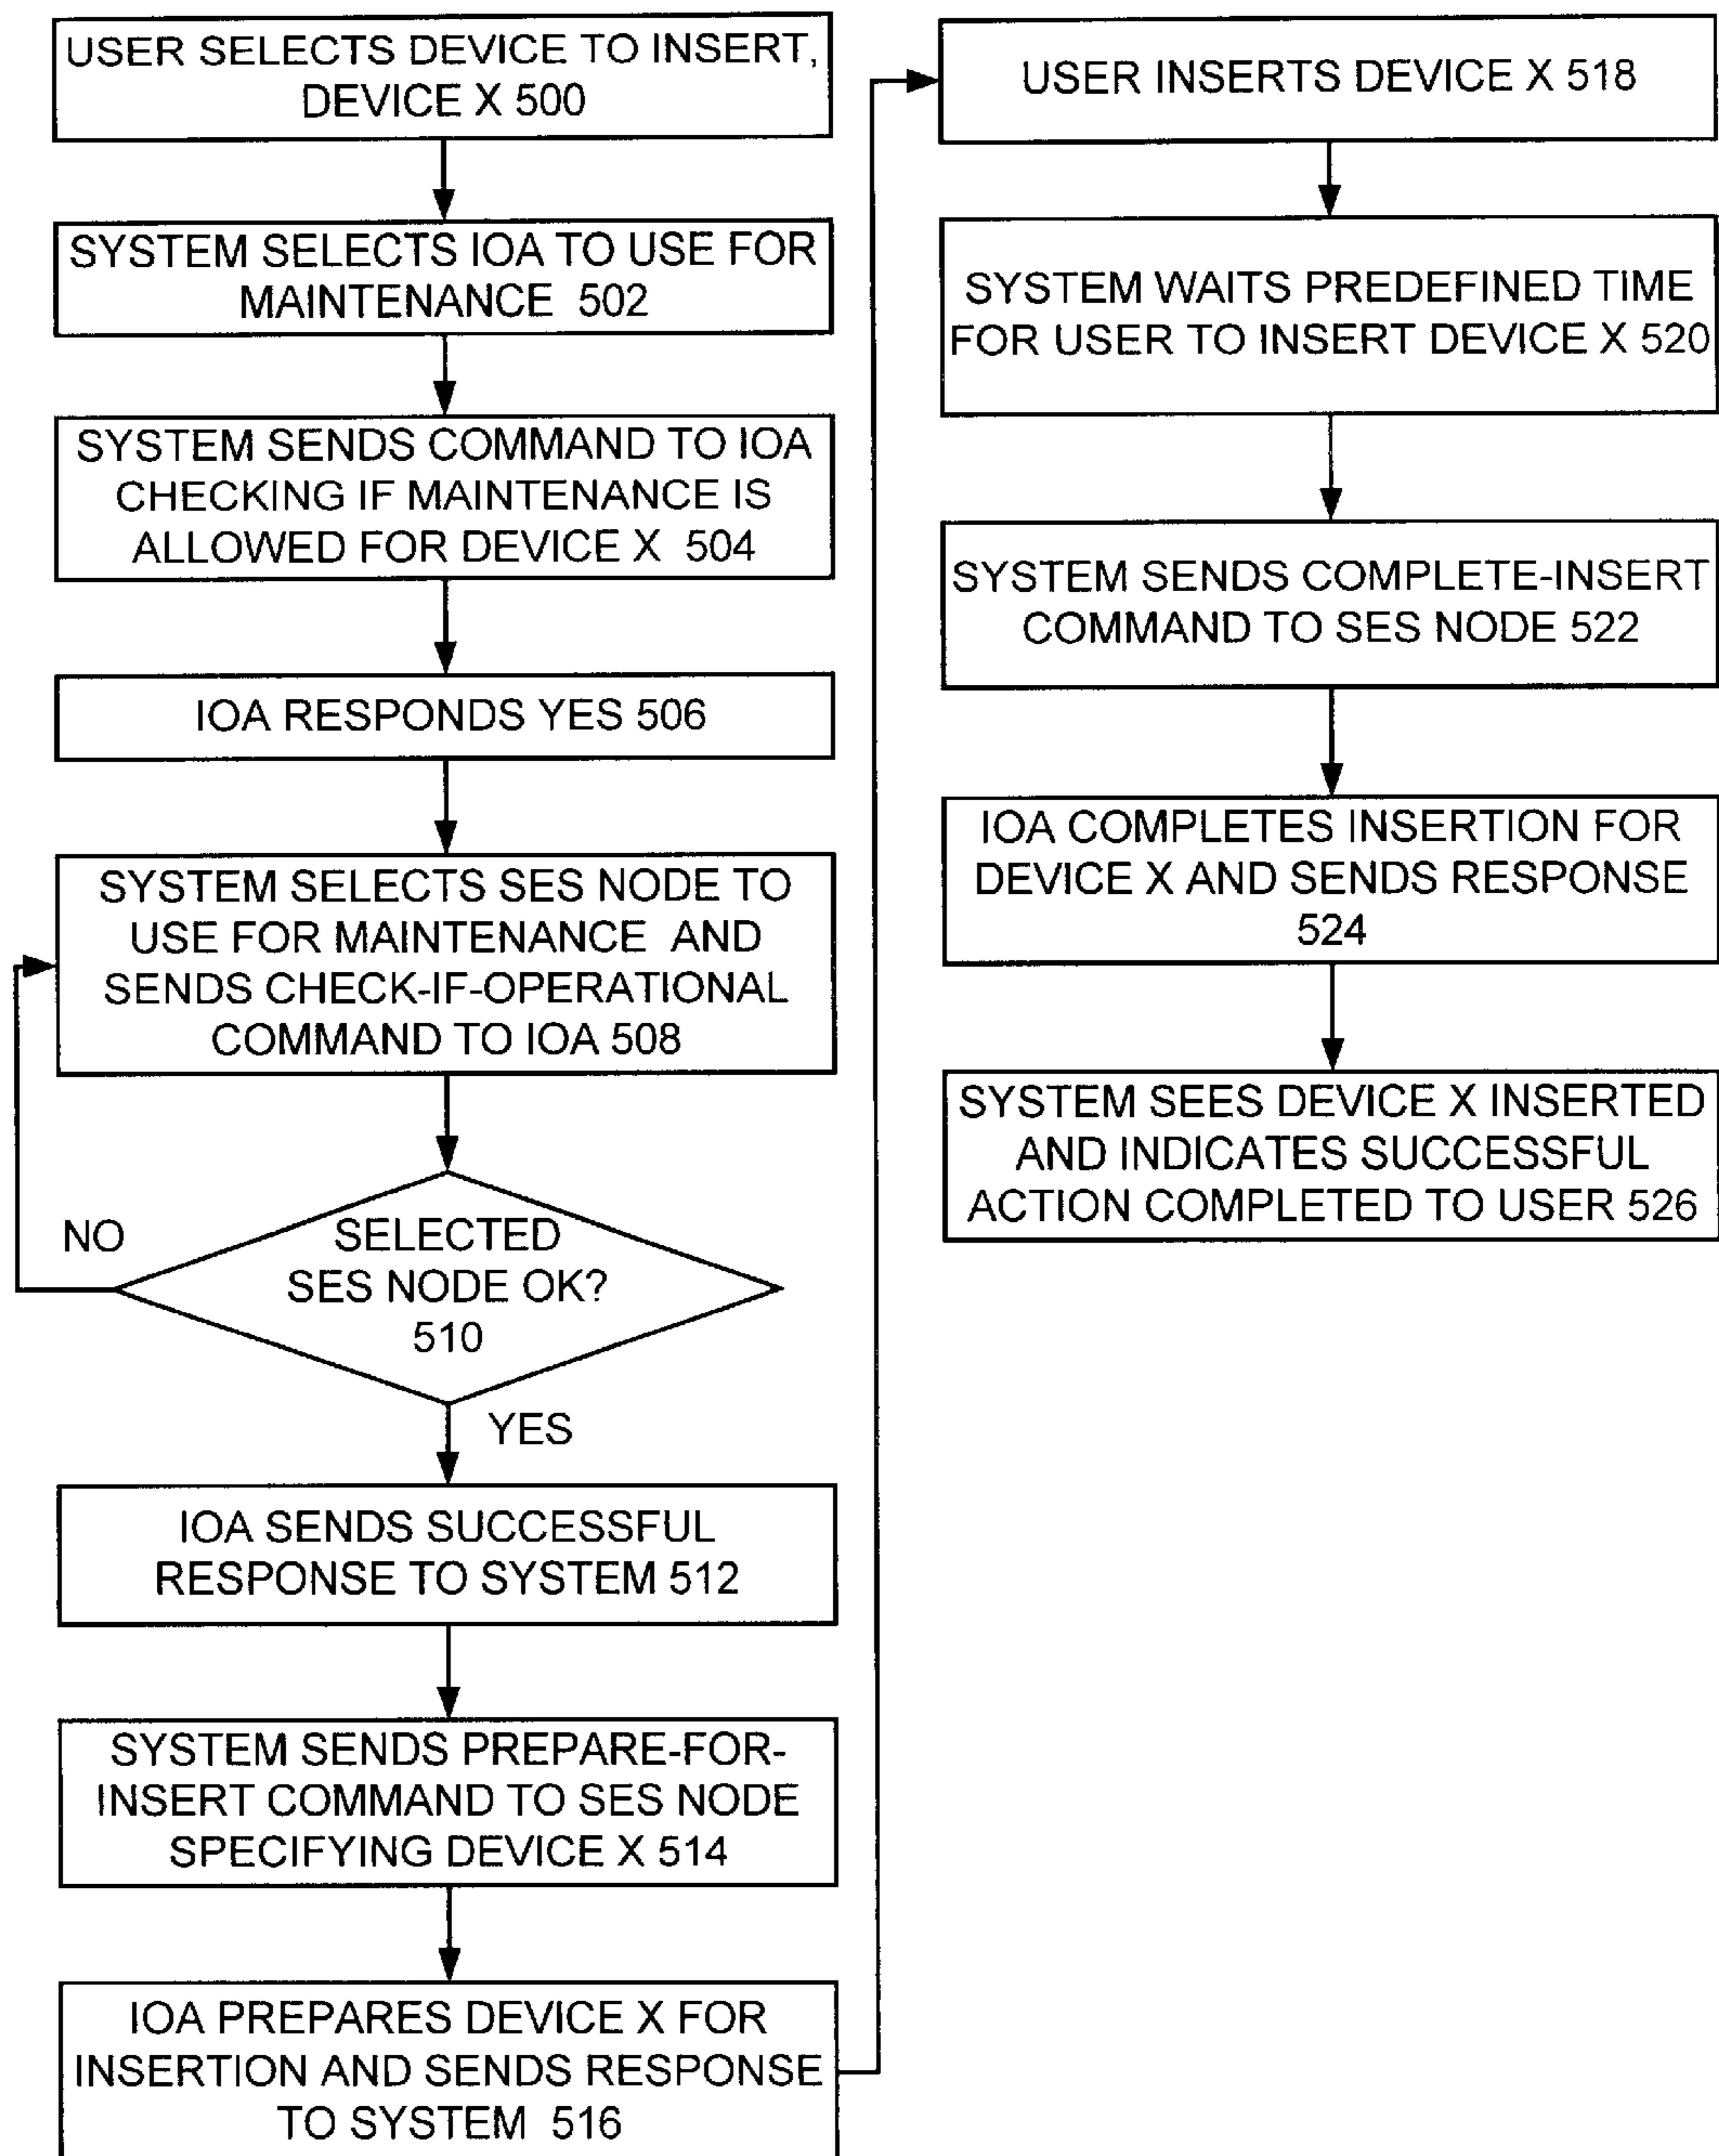 USER SELECTS DEVICE TO INSERT,
DEVICE X 500
SYSTEM SELECTS IOA TO USE FOR
MAINTENANCE 502
SYSTEM SENDS COMMAND TO IOA
CHECKING IF MAINTENANCE IS
ALLOWED FOR DEVICE X 504
IOA RESPONDS YES 506
SYSTEM SELECTS SES NODE TO
USE FOR MAINTENANCE AND
SENDS CHECK-IF-OPERATIONAL
COMMAND TO IOA 508
NO
SELECTED
SES NODE OK?
510
YES
IOA SENDS SUCCESSFUL
RESPONSE TO SYSTEM 512
SYSTEM SENDS PREPARE-FOR-
INSERT COMMAND TO SES NODE
SPECIFYING DEVICE X 514
IOA PREPARES DEVICE X FOR
INSERTION AND SENDS RESPONSE
TO SYSTEM 516
USER INSERTS DEVICE X 518
SYSTEM WAITS PREDEFINED TIME
FOR USER TO INSERT DEVICE X 520
SYSTEM SENDS COMPLETE-INSERT
COMMAND TO SES NODE 522
IOA COMPLETES INSERTION FOR
DEVICE X AND SENDS RESPONSE
524
SYSTEM SEES DEVICE X INSERTED
AND INDICATES SUCCESSFUL
ACTION COMPLETED TO USER 526